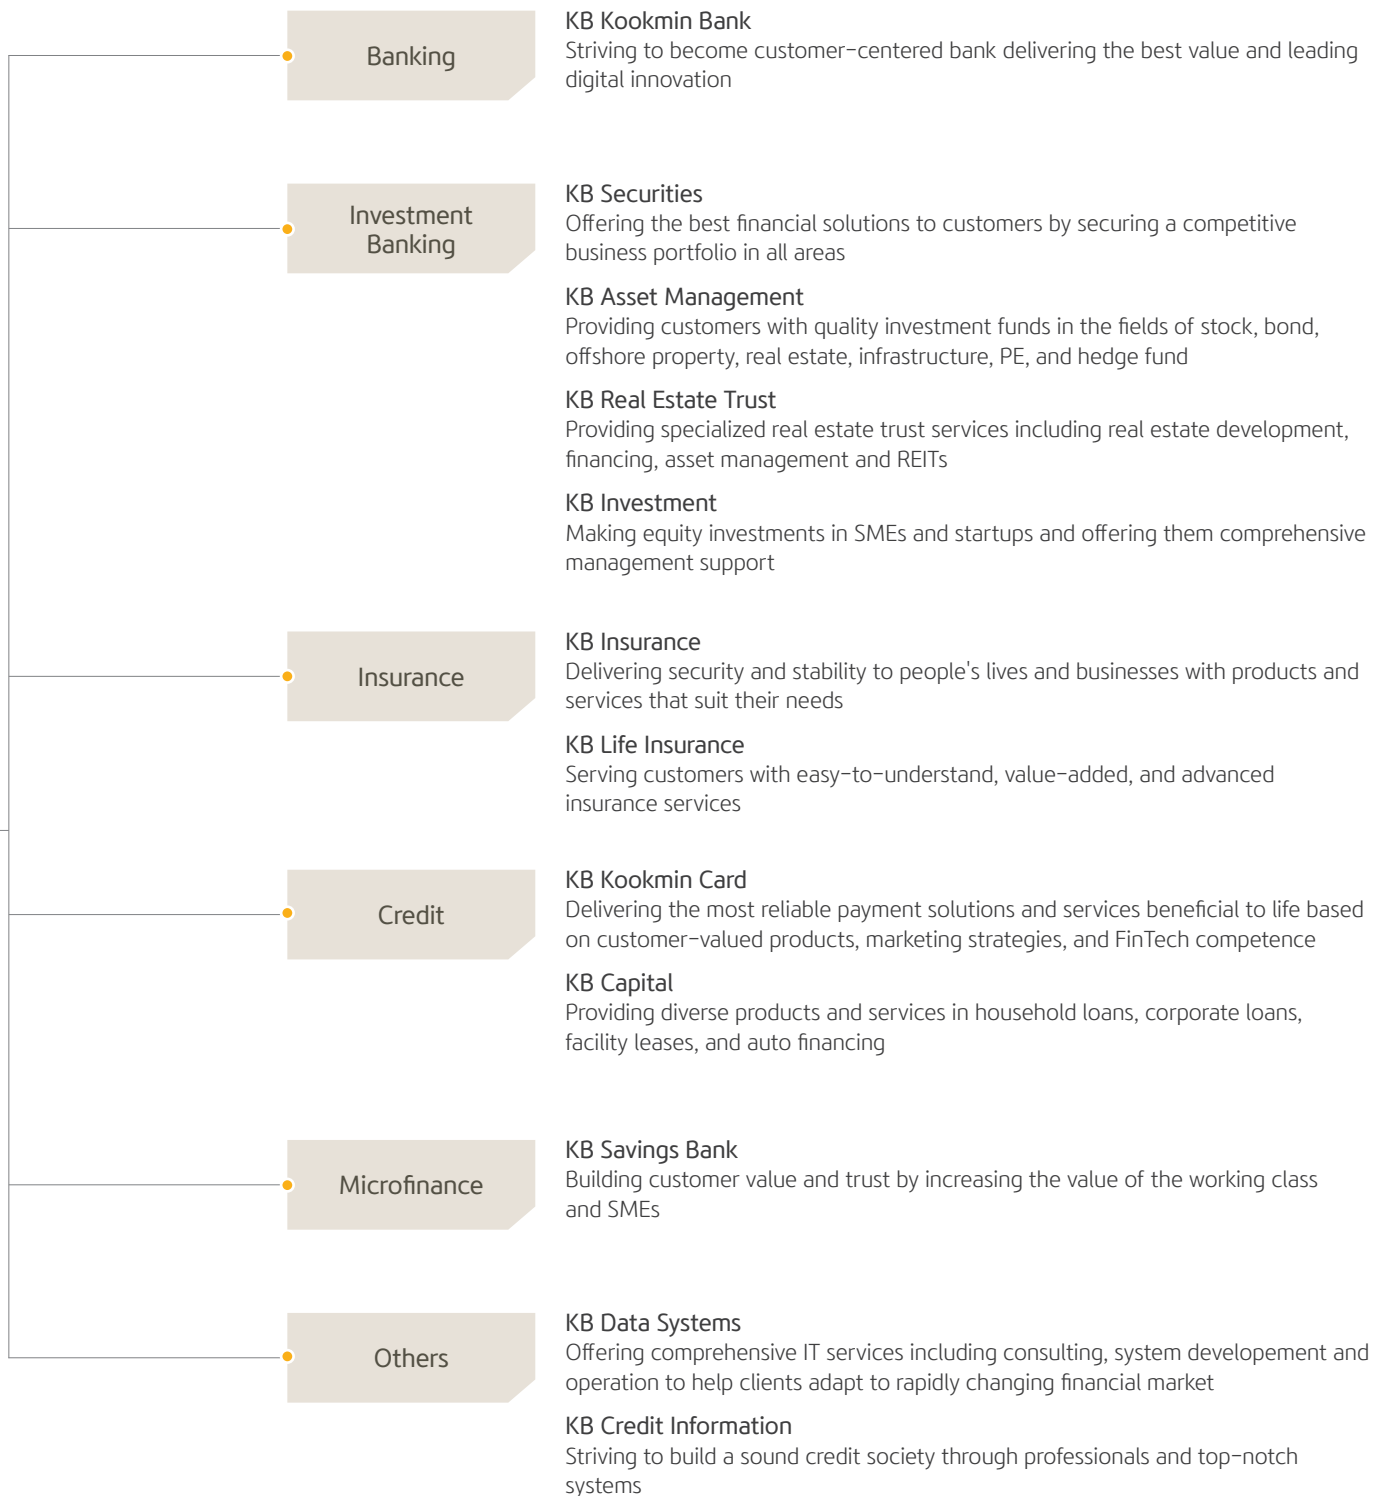 Banking
KB Kookmin Bank
Striving to become customer-centered bank delivering the best value and leading
digital innovation
Investment
Banking
KB Securities
Offering the best financial solutions to customers by securing a competitive
business portfolio in all areas
KB Asset Management
Providing customers with quality investment funds in the fields of stock, bond,
offshore property, real estate, infrastructure, PE, and hedge fund
KB Real Estate Trust
Providing specialized real estate trust services including real estate development,
financing, asset management and REITs
KB Investment
Making equity investments in SMEs and startups and offering them comprehensive
management support
Insurance
KB Insurance
Delivering security and stability to people's lives and businesses with products and
services that suit their needs
KB Life Insurance
Serving customers with easy-to-understand, value-added, and advanced
insurance services
Credit
KB Kookmin Card
Delivering the most reliable payment solutions and services beneficial to life based
on customer-valued products, marketing strategies, and FinTech competence
KB Capital
Providing diverse products and services in household loans, corporate loans,
facility leases, and auto financing
Microfinance
KB Savings Bank
Building customer value and trust by increasing the value of the working class
and SMEs
Others
KB Data Systems
Offering comprehensive IT services including consulting, system developement and
operation to help clients adapt to rapidly changing financial market
KB Credit Information
Striving to build a sound credit society through professionals and top-notch
systems